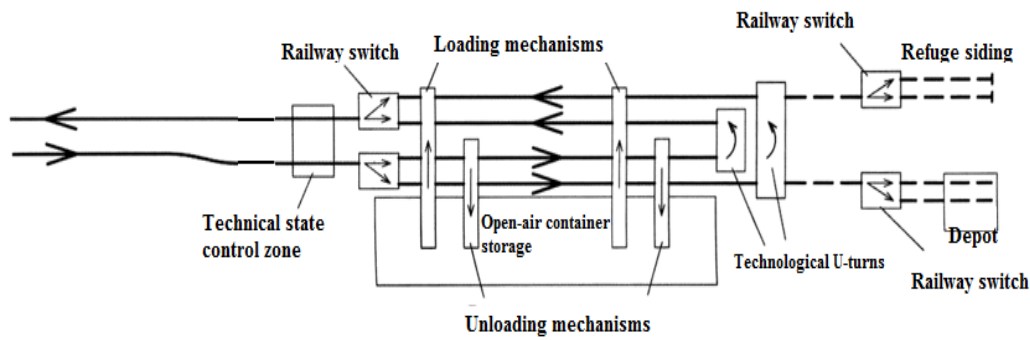 Railway switch
Loading mechanisms
Railway switch
Refuge siding
Technical state
control zone
Open-air container
storage
Technological U-turns
Depot
Railway switch
Unloading mechanisms